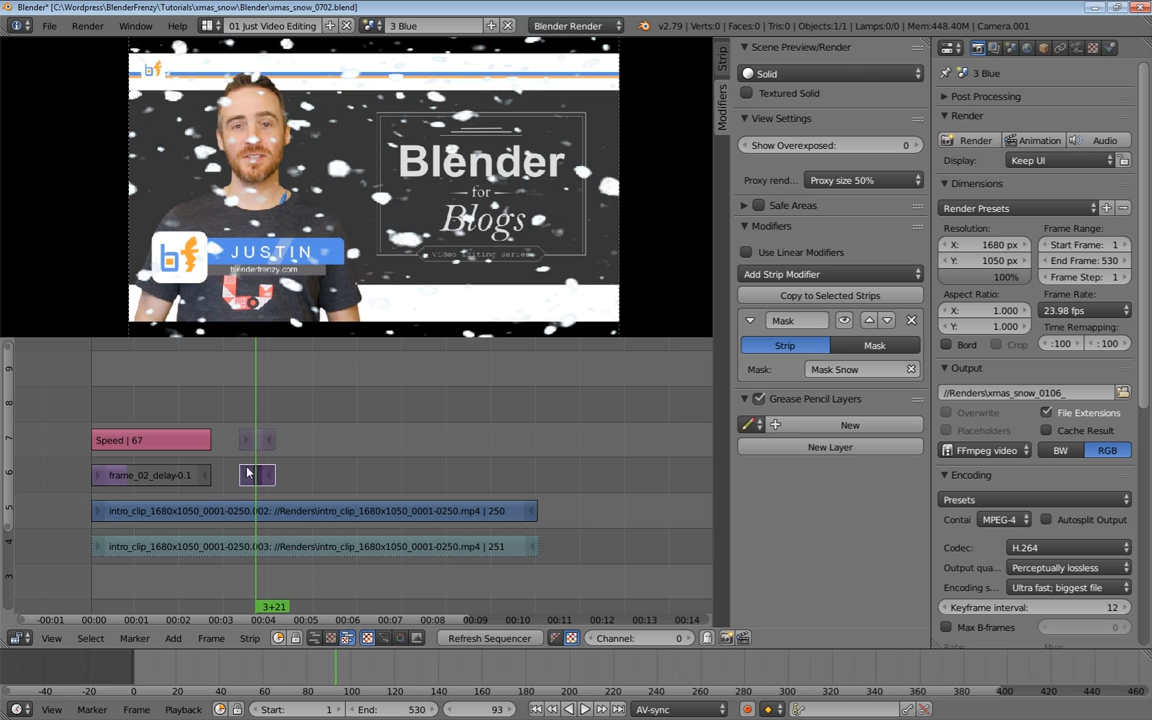 Blender* [C:\Wordpress\BlenderFrenzy\Tutorials\xmas_snow\Blender\xmas_snow_0702.blend]
File Render Window Help 01 Just Video Editing 3 Blue Blender Render v2.79 | Verts:0 | Faces:0 | Tris:0 | Objects:1/1 | Lamps:0/0 | Mem:448.40M | Camera.001
bf
Blender
for
Blogs
Video Editing Series
bf JUSTIN
blenderfrenzy.com
Strip
Modifiers
Scene Preview/Render
Solid
Textured Solid
View Settings
Show Overexposed: 0
Proxy rend... Proxy size 50%
Safe Areas
Modifiers
Use Linear Modifiers
Add Strip Modifier
Copy to Selected Strips
Mask
Strip Mask
Mask: Mask Snow
Grease Pencil Layers
New
New Layer
3 Blue
Post Processing
Render
Render Animation Audio
Display: Keep UI
Dimensions
Render Presets
Resolution: Frame Range:
X: 1680 px Start Frame: 1
Y: 1050 px End Frame: 530
100% Frame Step: 1
Aspect Ratio: Frame Rate:
X: 1.000 23.98 fps
Y: 1.000 Time Remapping:
Bord Crop :100 : 100
Output
//Renders\xmas_snow_0106_
Overwrite File Extensions
Placeholders Cache Result
FFmpeg video BW RGB
Encoding
Presets
Contai MPEG-4 Autosplit Output
Codec: H.264
Output qua... Perceptually lossless
Encoding s... Ultra fast; biggest file
Keyframe interval: 12
Max B-frames 0
9
8
7 Speed | 67
6 frame_02_delay-0.1
5 intro_clip_1680x1050_0001-0250.002: //Renders\intro_clip_1680x1050_0001-0250.mp4 | 250
4 intro_clip_1680x1050_0001-0250.003: //Renders\intro_clip_1680x1050_0001-0250.mp4 | 251
3
3+21
-00:01 00:00 00:01 00:02 00:03 00:04 00:05 00:06 00:07 00:08 00:09 00:10 00:11 00:12 00:13 00:14
View Select Marker Add Frame Strip Refresh Sequencer Channel: 0
-40 -20 0 20 40 60 80 100 120 140 160 180 200 220 240 260 280 300 320 340 360 380 400 420 440 460
View Marker Frame Playback Start: 1 End: 530 93 AV-sync